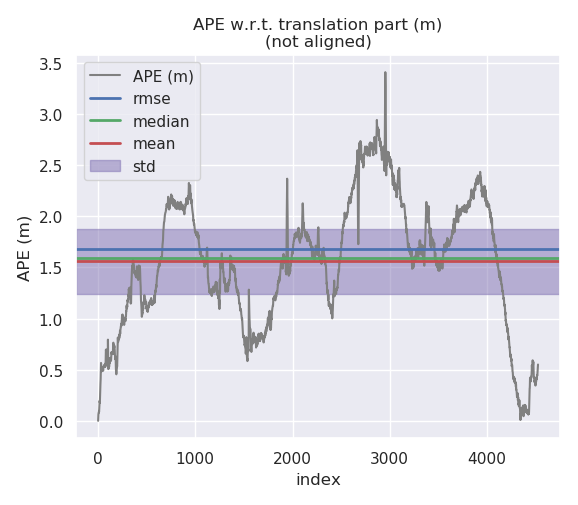 APE w.r.t. translation part (m)
(not aligned)
APE (m)
rmse
median
mean
std
3.5
3.0
2.5
2.0
1.5
1.0
0.5
0.0
APE (m)
0 1000 2000 3000 4000
index